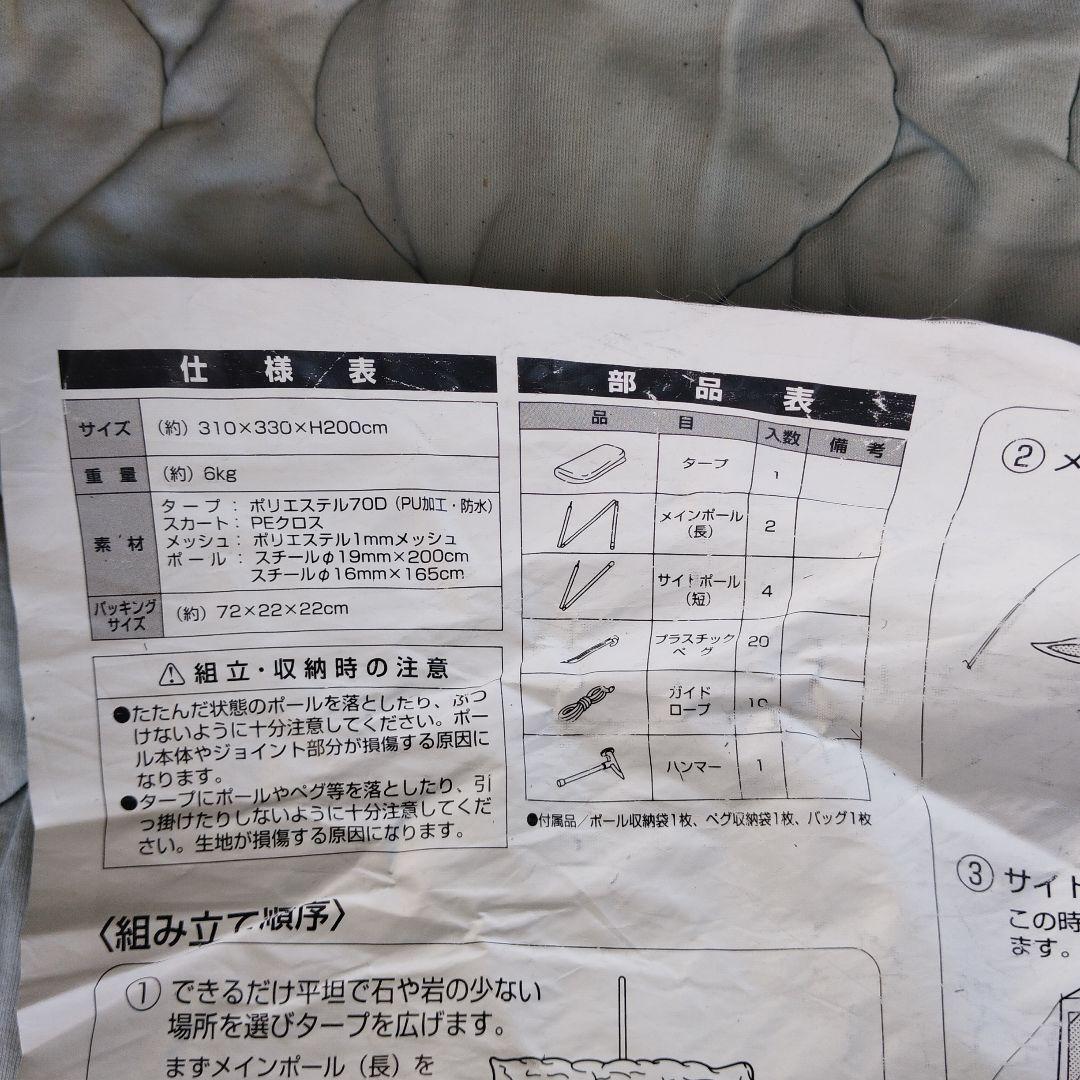 仕様表
サイズ （約）310×330×H200cm
重量 （約）6kg
素材 タープ： ポリエステル70D（PU加工・防水）
スカート： PEクロス
メッシュ： ポリエステル1mmメッシュ
ポール： スチールφ19mm×200cm
スチールφ16mm×165cm
パッキングサイズ （約）72×22×22cm
⚠組立・収納時の注意
●たたんだ状態のポールを落としたり、ぶつ
けないように十分注意してください。ポー
ル本体やジョイント部分が損傷する原因に
なります。
●タープにポールやペグ等を落としたり、引
っ掛けたりしないように十分注意してくだ
さい。生地が損傷する原因になります。
部品表
品目 入数 備考
タープ 1
メインポール（長） 2
サイドポール（短） 4
プラスチックペグ 20
ガイドロープ
ハンマー 1
●付属品／ポール収納袋1枚、ペグ収納袋1枚、バッグ1枚
〈組み立て順序〉
① できるだけ平坦で石や岩の少ない
場所を選びタープを広げます。
まずメインポール（長）を
② メ
③ サイド
この時
ます。